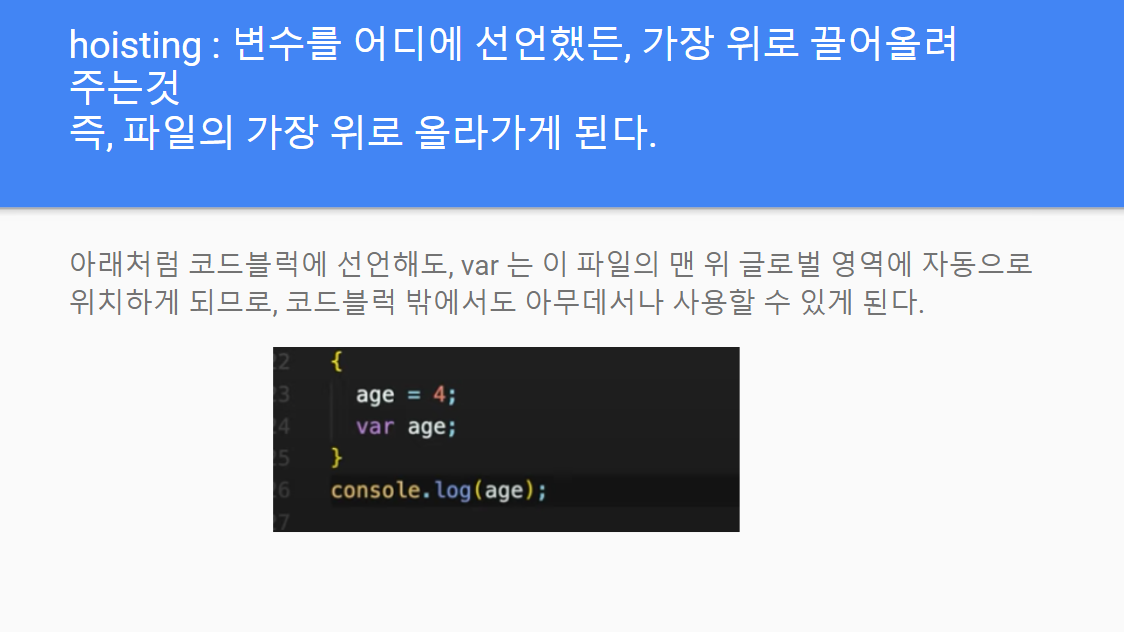 hoisting : 변수를 어디에 선언했든, 가장 위로 끌어올려
주는것
즉, 파일의 가장 위로 올라가게 된다.
아래처럼 코드블럭에 선언해도, var 는 이 파일의 맨 위 글로벌 영역에 자동으로
위치하게 되므로, 코드블럭 밖에서도 아무데서나 사용할 수 있게 된다.
22 {
23 age = 4;
24 var age;
25 }
26 console.log(age);
27